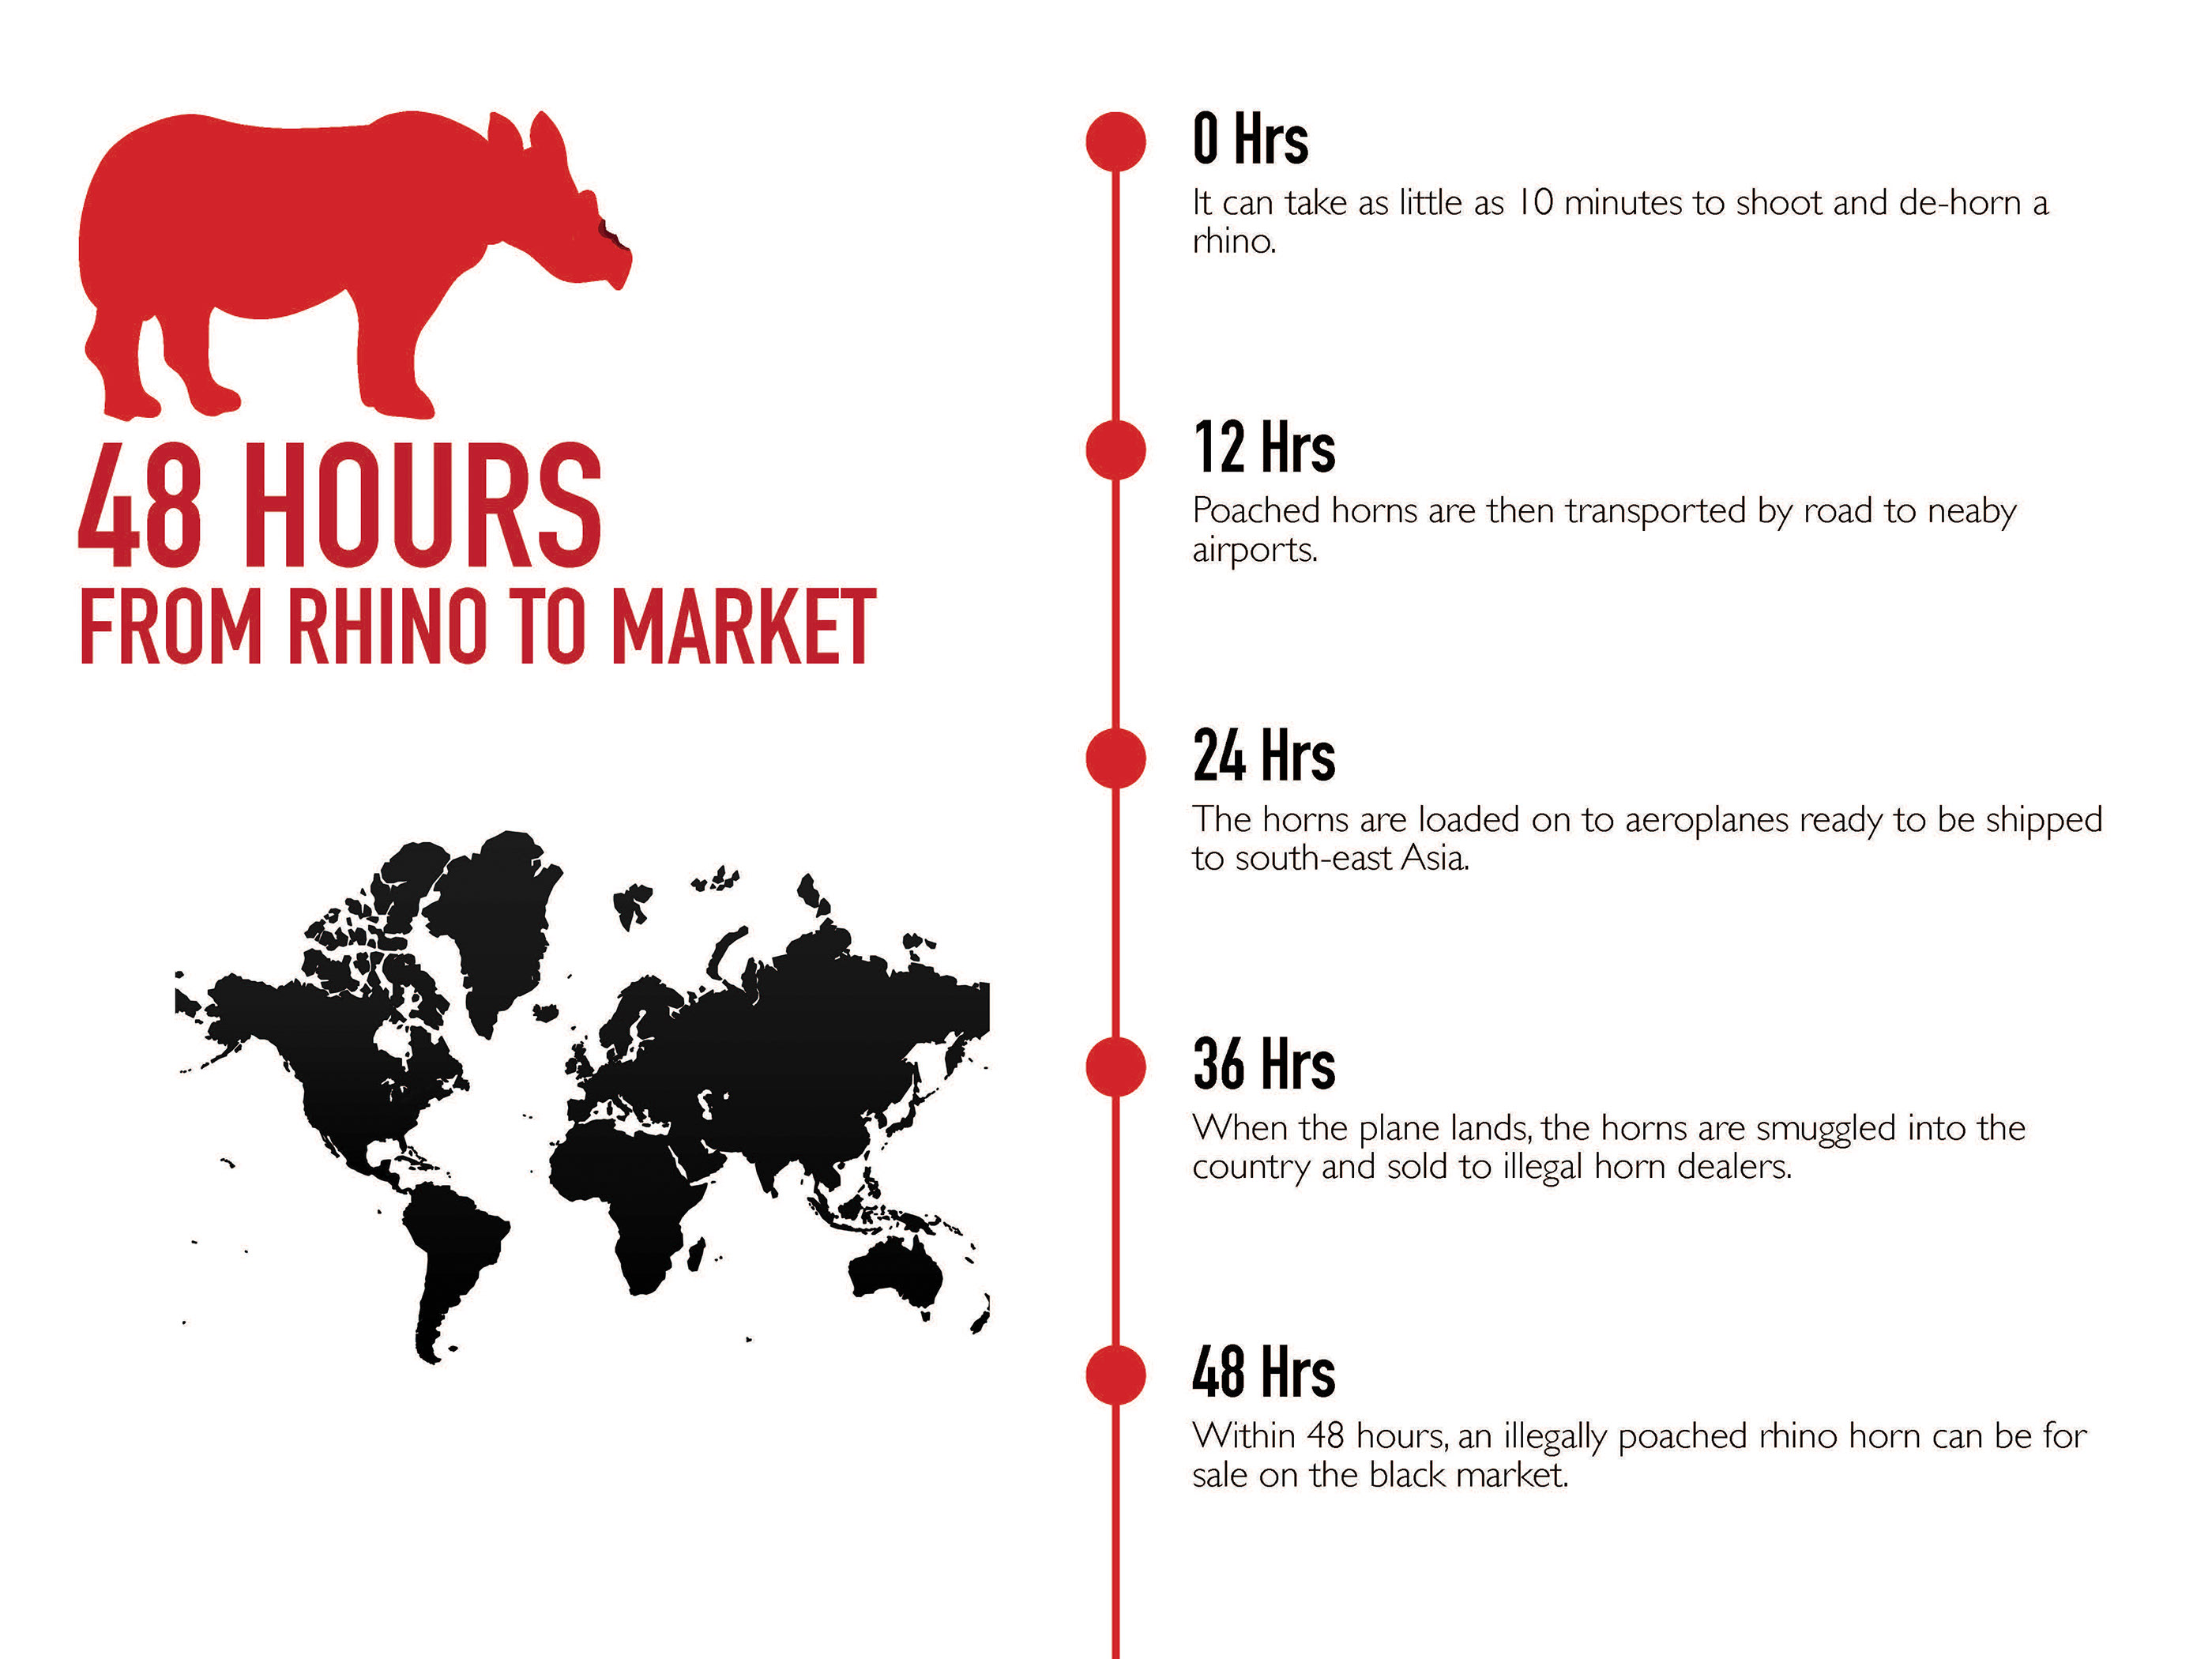 48 HOURS
FROM RHINO TO MARKET
0 Hrs
It can take as little as 10 minutes to shoot and de-horn a
rhino.
12 Hrs
Poached horns are then transported by road to neaby
airports.
24 Hrs
The horns are loaded on to aeroplanes ready to be shipped
to south-east Asia.
36 Hrs
When the plane lands, the horns are smuggled into the
country and sold to illegal horn dealers.
48 Hrs
Within 48 hours, an illegally poached rhino horn can be for
sale on the black market.